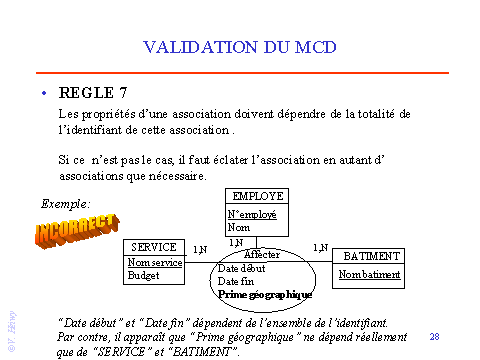 VALIDATION DU MCD
• REGLE 7
Les propriétés d'une association doivent dépendre de la totalité de
l'identifiant de cette association .
Si ce n'est pas le cas, il faut éclater l'association en autant d'
associations que nécessaire.
Exemple:
INCORRECT
EMPLOYE
N°employé
Nom
SERVICE
Nom service
Budget
1,N
1,N
1,N
Affecter
Date début
Date fin
Prime géographique
BATIMENT
Nom batiment
"Date début" et "Date fin" dépendent de l'ensemble de l'identifiant.
Par contre, il apparaît que "Prime géographique" ne dépend réellement
que de "SERVICE" et "BATIMENT".
28